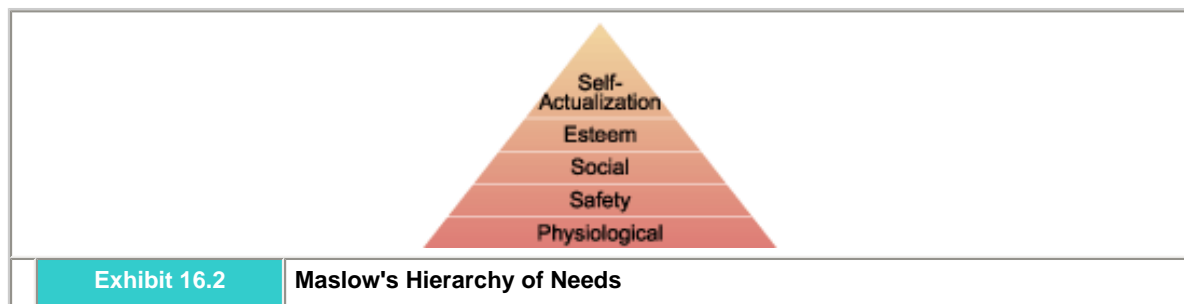 Self-
Actualization
Esteem
Social
Safety
Physiological
Exhibit 16.2 Maslow's Hierarchy of Needs